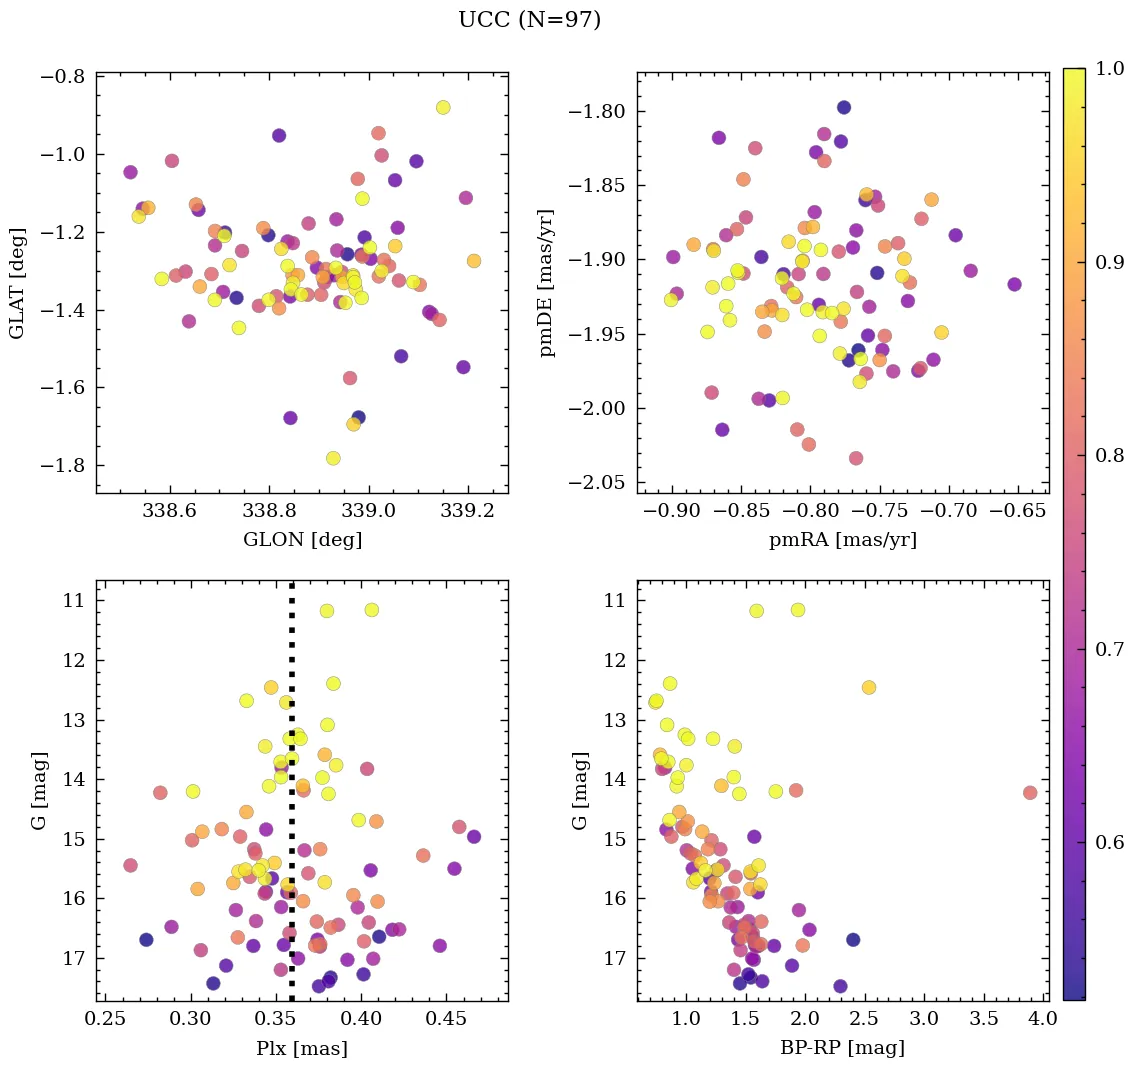 UCC (N=97)
−0.8
−1.0
−1.2
−1.4
−1.6
−1.8
GLAT [deg]
338.6 338.8 339.0 339.2
GLON [deg]
−1.80
−1.85
−1.90
−1.95
−2.00
−2.05
pmDE [mas/yr]
−0.90 −0.85 −0.80 −0.75 −0.70 −0.65
pmRA [mas/yr]
11
12
13
14
15
16
17
G [mag]
0.25 0.30 0.35 0.40 0.45
Plx [mas]
11
12
13
14
15
16
17
G [mag]
1.0 1.5 2.0 2.5 3.0 3.5 4.0
BP-RP [mag]
1.0
0.9
0.8
0.7
0.6